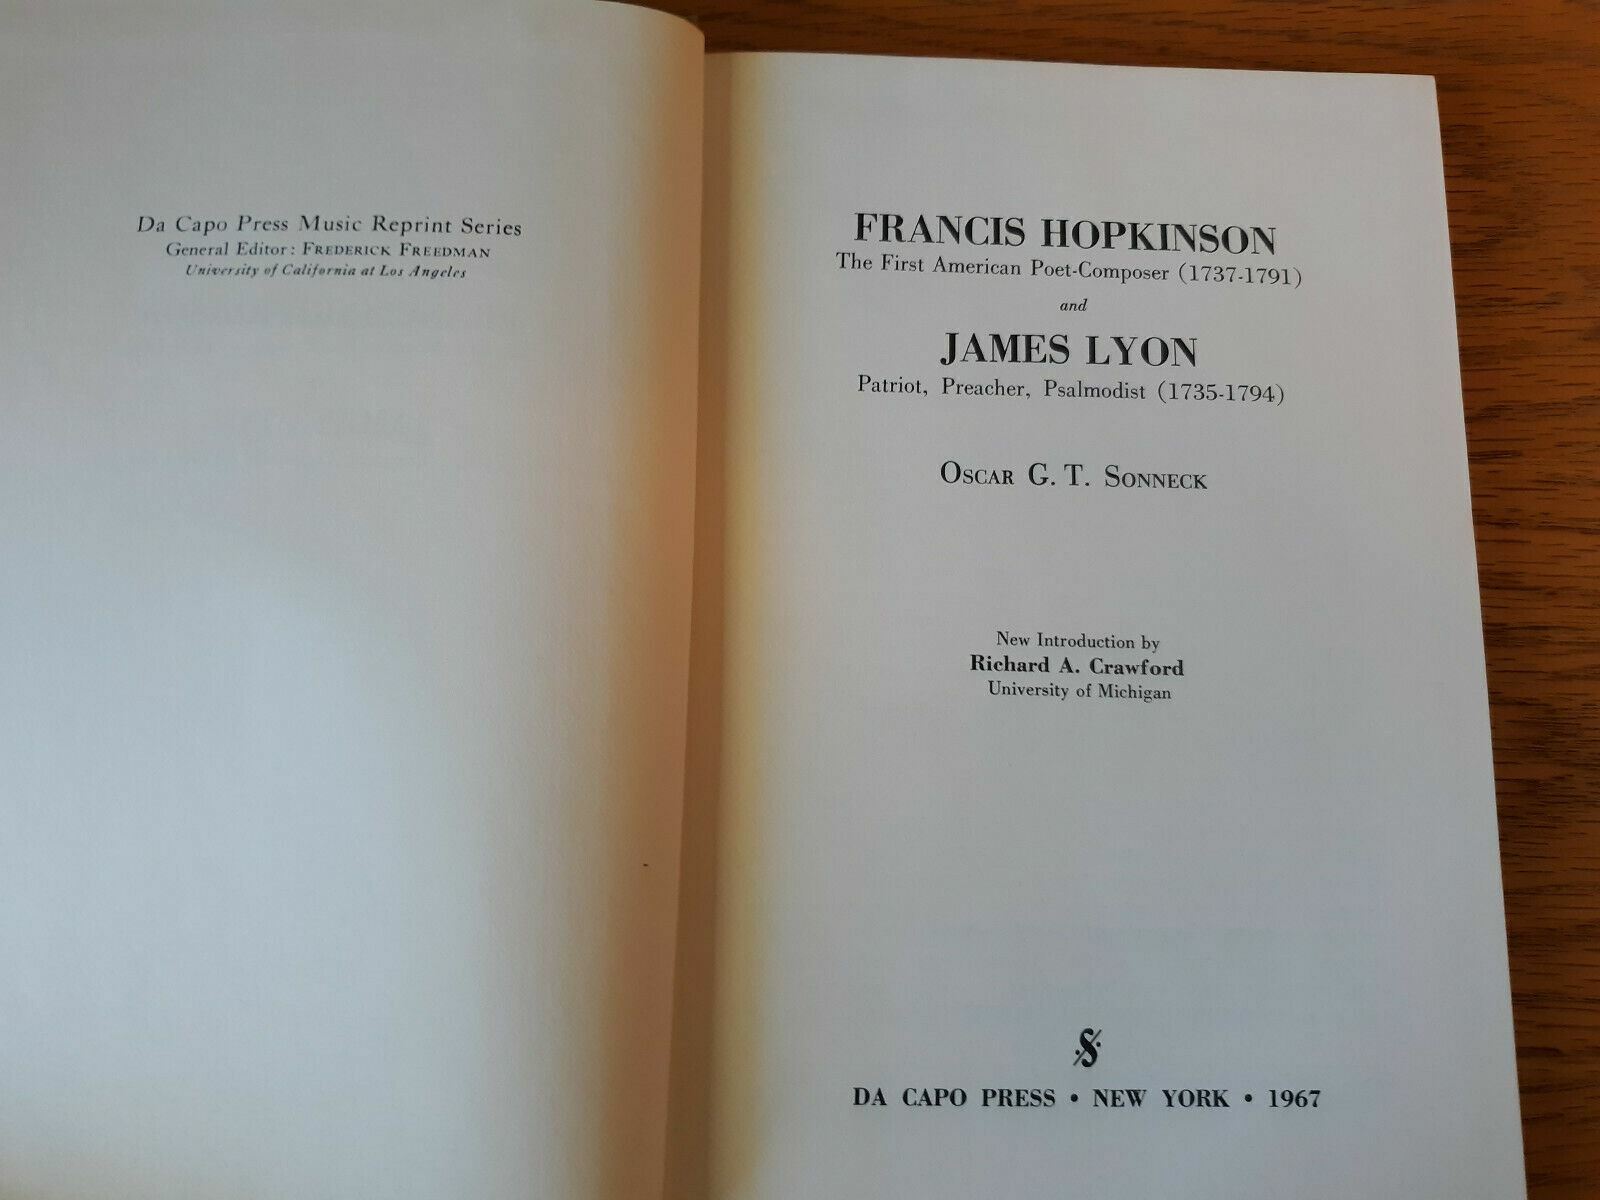 Da Capo Press Music Reprint Series
General Editor: FREDERICK FREEDMAN
University of California at Los Angeles
FRANCIS HOPKINSON
The First American Poet-Composer (1737-1791)
and
JAMES LYON
Patriot, Preacher, Psalmodist (1735-1794)
OSCAR G. T. SONNECK
New Introduction by
Richard A. Crawford
University of Michigan
DA CAPO PRESS • NEW YORK • 1967